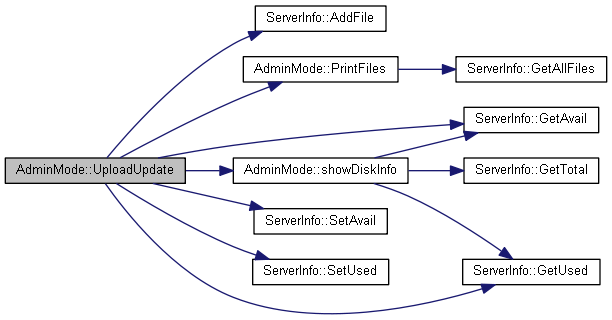 ServerInfo::AddFile
AdminMode::PrintFiles
ServerInfo::GetAllFiles
ServerInfo::GetAvail
AdminMode::UploadUpdate
AdminMode::showDiskInfo
ServerInfo::GetTotal
ServerInfo::SetAvail
ServerInfo::SetUsed
ServerInfo::GetUsed